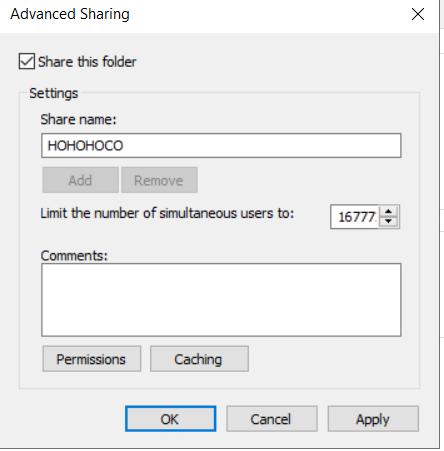 Advanced Sharing
Share this folder
Settings
Share name:
HOHOHOCO
Add Remove
Limit the number of simultaneous users to: 16777
Comments:
Permissions Caching
OK Cancel Apply